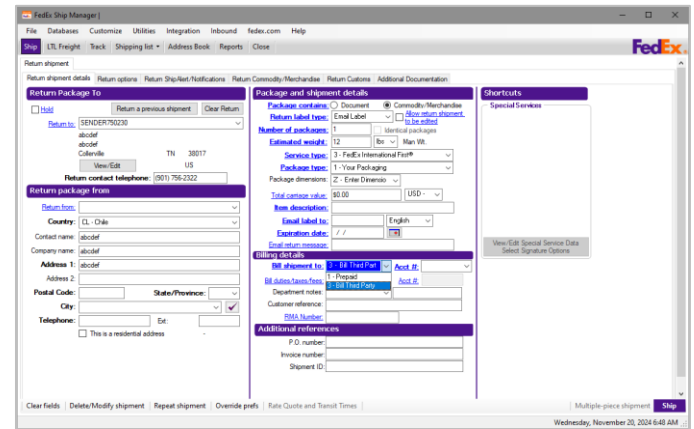 FedEx Ship Manager |
File Databases Customize Utilities Integration Inbound fedex.com Help
Ship LTL Freight Track Shipping list Address Book Reports Close
FedEx.
Return shipment
Return shipment details Return options Return ShipAlert/Notifications Return Commodity/Merchandise Return Customs Additional Documentation
Return Package To
Hold Return a previous shipment Clear Return
Return to: SENDER750230
abcdef
abcdef
Collerville TN 38017
View/Edit US
Return contact telephone: (901) 756-2322
Return package from
Return from:
Country: CL - Chile
Contact name: abcdef
Company name: abcdef
Address 1: abcdef
Address 2:
Postal Code: State/Province:
City:
Telephone: Ext:
This is a residential address -
Package and shipment details
Package contains: Document Commodity/Merchandise
Return label type: Email Label Allow return shipment to be edited
Number of packages: 1 Identical packages
Estimated weight: 12 lbs Man Wt.
Service type: 3 - FedEx International First®
Package type: 1 - Your Packaging
Package dimensions: Z - Enter Dimensio
Total carriage value: $0.00 USD -
Item description:
Email label to: English
Expiration date: / /
Email return message:
Billing details
Bill shipment to: 3 - Bill Third Part Acct #:
1 - Prepaid
3 - Bill Third Party
Bill duties/taxes/fees: Acct #:
Department notes:
Customer reference:
RMA Number:
Additional references
P.O. number:
Invoice number:
Shipment ID:
Shortcuts
Special Services
View/Edit Special Service Data
Select Signature Options
Clear fields Delete/Modify shipment Repeat shipment Override prefs Rate Quote and Transit Times Multiple-piece shipment Ship
Wednesday, November 20, 2024 6:48 AM